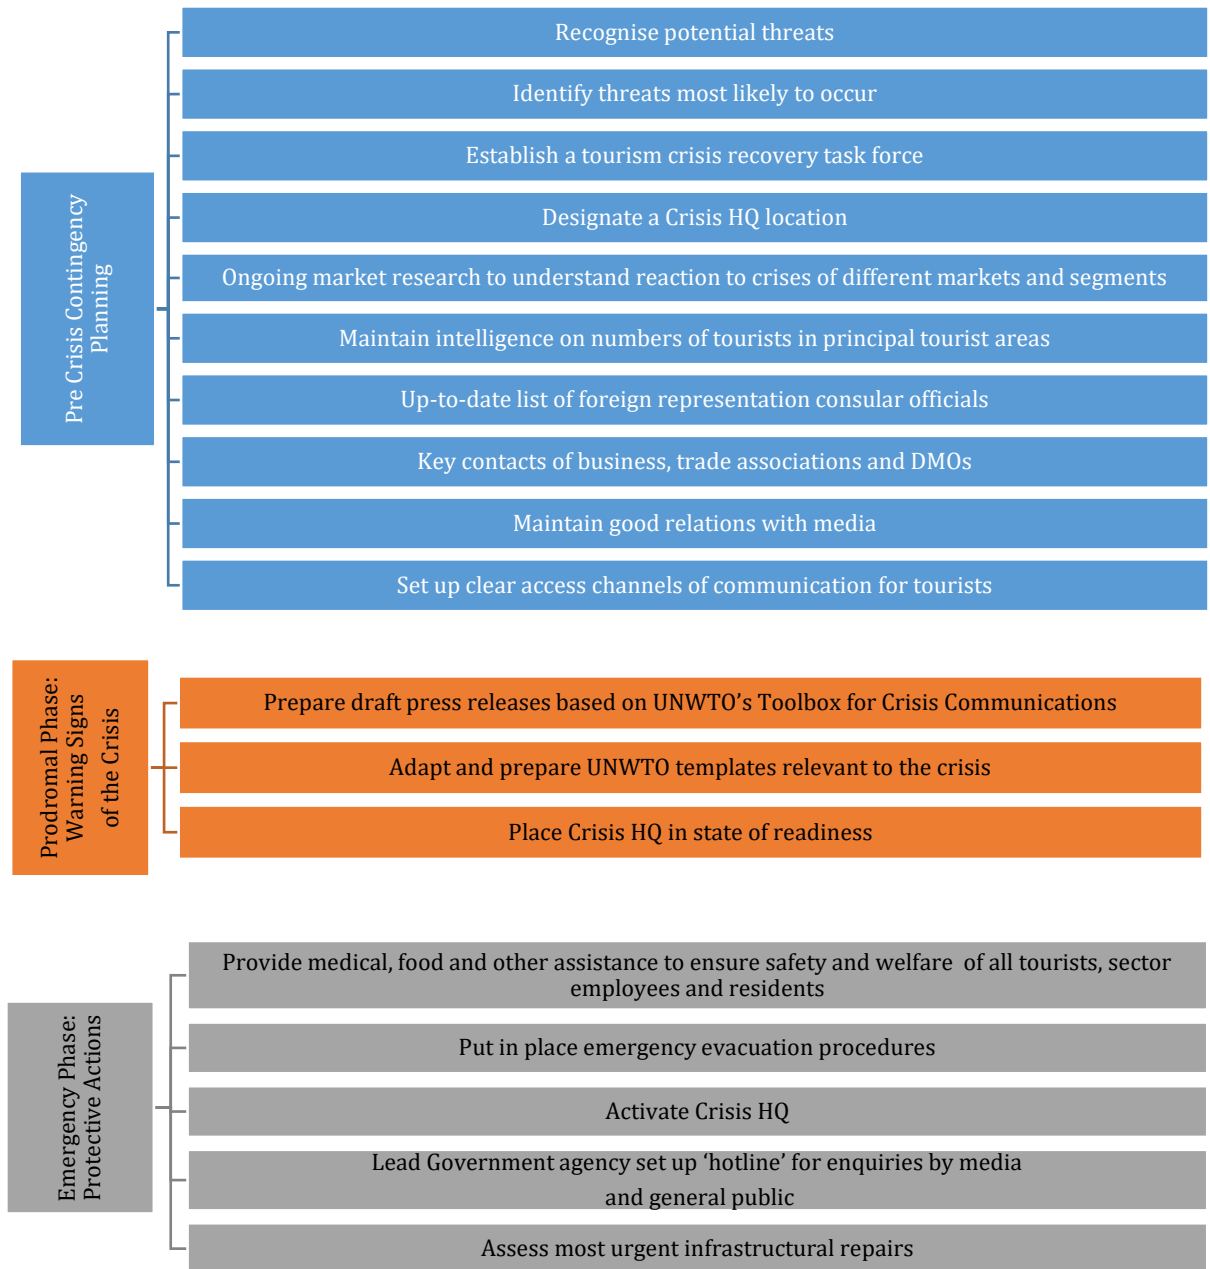 Pre Crisis Contingency
Planning
Recognise potential threats
Identify threats most likely to occur
Establish a tourism crisis recovery task force
Designate a Crisis HQ location
Ongoing market research to understand reaction to crises of different markets and segments
Maintain intelligence on numbers of tourists in principal tourist areas
Up-to-date list of foreign representation consular officials
Key contacts of business, trade associations and DMOs
Maintain good relations with media
Set up clear access channels of communication for tourists
Prodromal Phase:
Warning Signs
of the Crisis
Prepare draft press releases based on UNWTO’s Toolbox for Crisis Communications
Adapt and prepare UNWTO templates relevant to the crisis
Place Crisis HQ in state of readiness
Emergency Phase:
Protective Actions
Provide medical, food and other assistance to ensure safety and welfare of all tourists, sector
employees and residents
Put in place emergency evacuation procedures
Activate Crisis HQ
Lead Government agency set up ‘hotline’ for enquiries by media
and general public
Assess most urgent infrastructural repairs